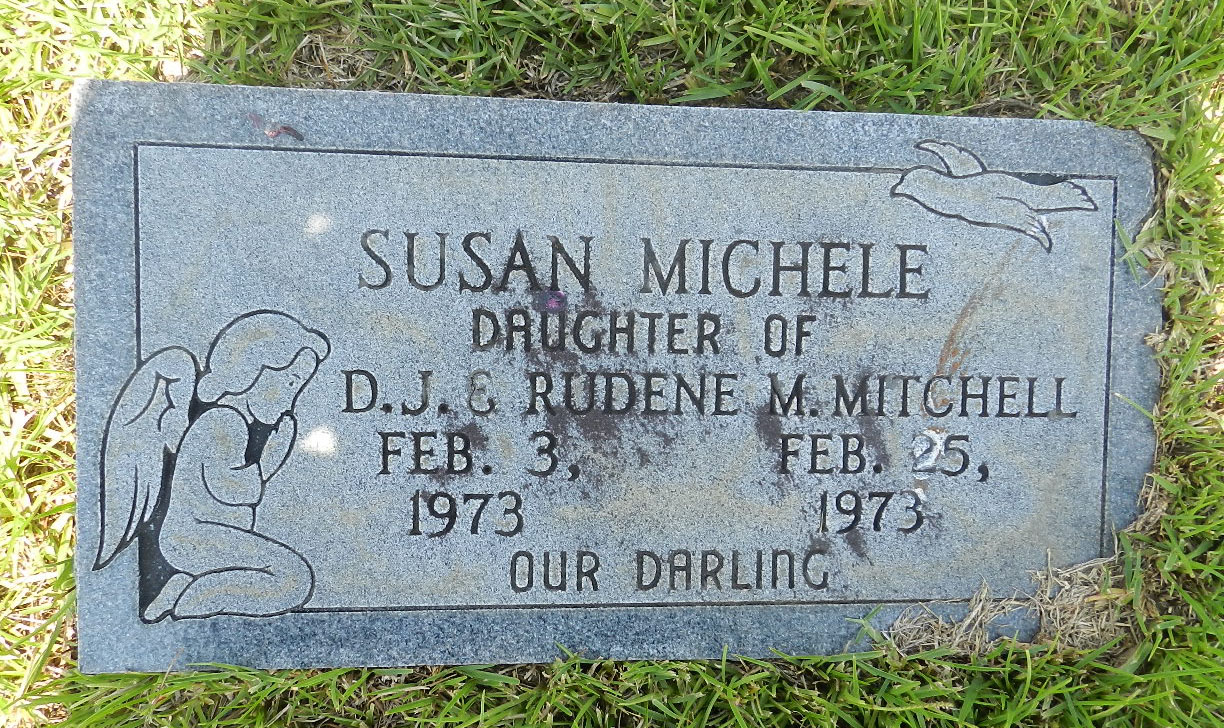 SUSAN MICHELE
DAUGHTER OF
D.J. & RUDENE M. MITCHELL
FEB. 3, FEB. 25,
1973 1973
OUR DARLING